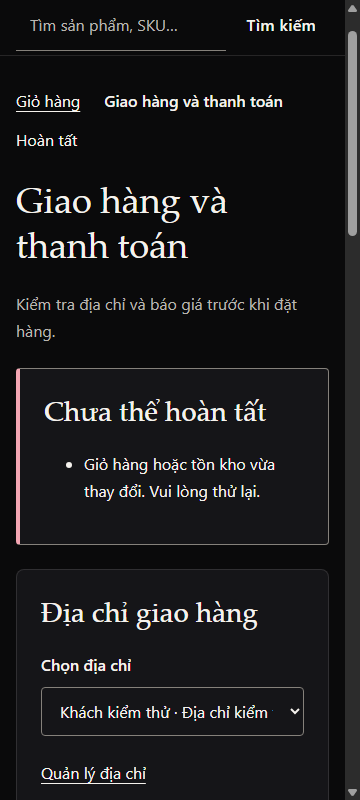 Tìm sản phẩm, SKU...
Tìm kiếm
Giỏ hàng
Giao hàng và thanh toán
Hoàn tất
Giao hàng và
thanh toán
Kiểm tra địa chỉ và báo giá trước khi đặt
hàng.
Chưa thể hoàn tất
Giỏ hàng hoặc tồn kho vừa
thay đổi. Vui lòng thử lại.
Địa chỉ giao hàng
Chọn địa chỉ
Khách kiểm thử · Địa chỉ kiểm
Quản lý địa chỉ